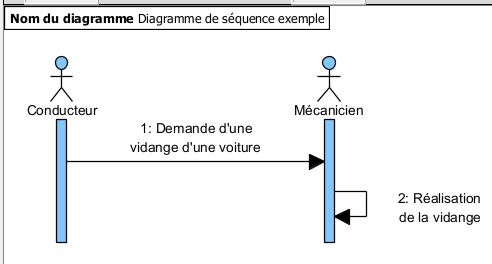 Nom du diagramme Diagramme de séquence exemple
Conducteur
Mécanicien
1: Demande d'une
vidange d'une voiture
2: Réalisation
de la vidange